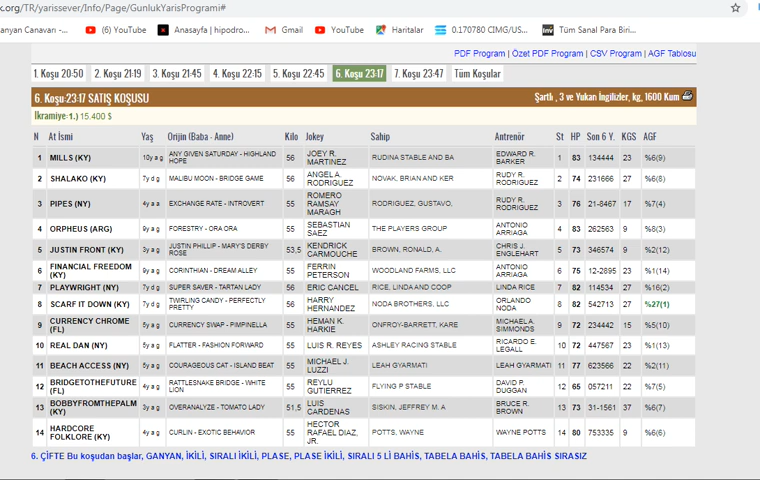 k.org/TR/yarissever/Info/Page/GunlukYarisProgrami#
anyan Canavarı -... (6) YouTube Anasayfa | hipodro... Gmail YouTube Haritalar 0.170780 CIMG/US... Tüm Sanal Para Biri...
PDF Program | Özet PDF Program | CSV Program | AGF Tablosu
1. Koşu 20:50 2. Koşu 21:19 3. Koşu 21:45 4. Koşu 22:15 5. Koşu 22:45 6. Koşu 23:17 7. Koşu 23:47 Tüm Koşular
6. Koşu:23:17 SATIŞ KOŞUSU Şartlı , 3 ve Yukarı İngilizler, kg, 1600 Kum
İkramiye: 1.) 15.400 $
N At İsmi Yaş Orijin (Baba - Anne) Kilo Jokey Sahip Antrenör St HP Son 6 Y. KGS AGF
1 MILLS (KY) 10y a g ANY GIVEN SATURDAY - HIGHLAND HOPE 56 JOEY R. MARTINEZ RUDINA STABLE AND BA EDWARD R. BARKER 1 83 134444 23 %6(9)
2 SHALAKO (KY) 7y d g MALIBU MOON - BRIDGE GAME 56 ANGEL A. RODRIGUEZ NOVAK, BRIAN AND KER RUDY R. RODRIGUEZ 2 74 231666 27 %6(8)
3 PIPES (NY) 4y a a EXCHANGE RATE - INTROVERT 55 ROMERO RAMSAY MARAGH RODRIGUEZ, GUSTAVO, RUDY R. RODRIGUEZ 3 76 21-8467 17 %7(4)
4 ORPHEUS (ARG) 9y a g FORESTRY - ORA ORA 55 SEBASTIAN SAEZ THE PLAYERS GROUP ANTONIO ARRIAGA 4 83 262563 9 %8(3)
5 JUSTIN FRONT (KY) 3y a g JUSTIN PHILLIP - MARY'S DERBY ROSE 53,5 KENDRICK CARMOUCHE BROWN, RONALD, A. CHRIS J. ENGLEHART 5 73 346574 9 %2(12)
6 FINANCIAL FREEDOM (KY) 9y a g CORINTHIAN - DREAM ALLEY 55 FERRIN PETERSON WOODLAND FARMS, LLC ANTONIO ARRIAGA 6 75 12-2895 23 %1(14)
7 PLAYWRIGHT (NY) 7y d g SUPER SAVER - TARTAN LADY 56 ERIC CANCEL RICE, LINDA AND COOP LINDA RICE 7 82 114534 27 %16(2)
8 SCARF IT DOWN (KY) 7y d g TWIRLING CANDY - PERFECTLY PRETTY 56 HARRY HERNANDEZ NODA BROTHERS, LLC ORLANDO NODA 8 82 542713 27 %27(1)
9 CURRENCY CHROME (FL) 5y a g CURRENCY SWAP - PIMPINELLA 55 HEMAN K. HARKIE ONFROY-BARRETT, KARE MICHAEL A. SIMMONDS 9 72 234442 15 %5(10)
10 REAL DAN (NY) 5y a g FLATTER - FASHION FORWARD 55 LUIS R. REYES ASHLEY RACING STABLE RICARDO E. LEGALL 10 72 447567 23 %1(13)
11 BEACH ACCESS (NY) 6y a g COURAGEOUS CAT - ISLAND BEAT 55 MICHAEL J. LUZZI LEAH GYARMATI LEAH GYARMATI 11 77 623566 22 %2(11)
12 BRIDGETOTHEFUTURE (FL) 5y a g RATTLESNAKE BRIDGE - WHITE LION 55 REYLU GUTIERREZ FLYING P STABLE DAVID P. DUGGAN 12 65 057211 22 %7(5)
13 BOBBYFROMTHEPALM (KY) 3y a g OVERANALYZE - TOMATO LADY 51,5 LUIS CARDENAS SISKIN, JEFFREY M. A BRUCE R. BROWN 13 73 31-1561 37 %6(7)
14 HARDCORE FOLKLORE (KY) 4y a g CURLIN - EXOTIC BEHAVIOR 55 HECTOR RAFAEL DIAZ, JR. POTTS, WAYNE WAYNE POTTS 14 80 753335 9 %6(6)
6. ÇİFTE Bu koşudan başlar, GANYAN, İKİLİ, SIRALI İKİLİ, PLASE, PLASE İKİLİ, SIRALI 5 Lİ BAHİS, TABELA BAHİS, TABELA BAHİS SIRASIZ